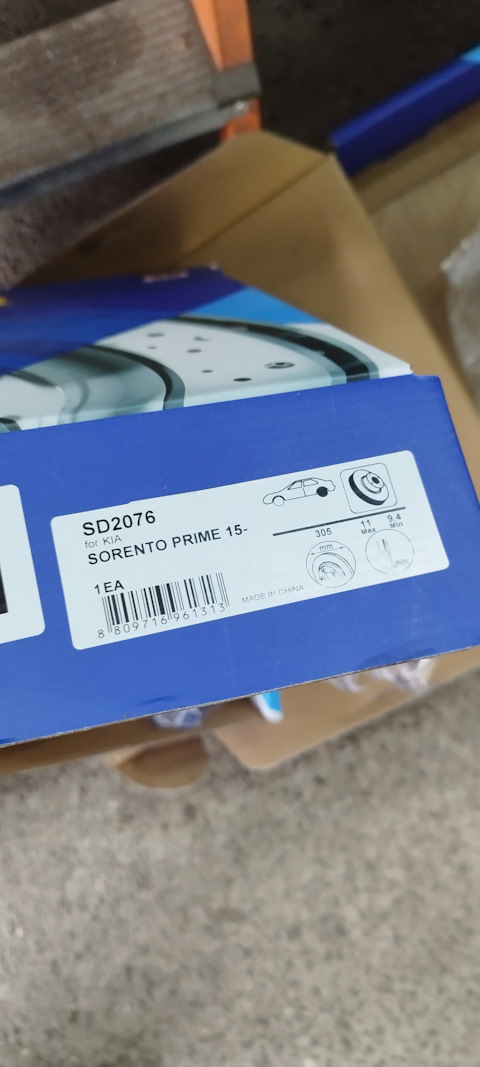 SD2076
for KIA
SORENTO PRIME 15-
1EA
8 809716 961313
MADE IN CHINA
305
11
Max
9.4
Min
mm